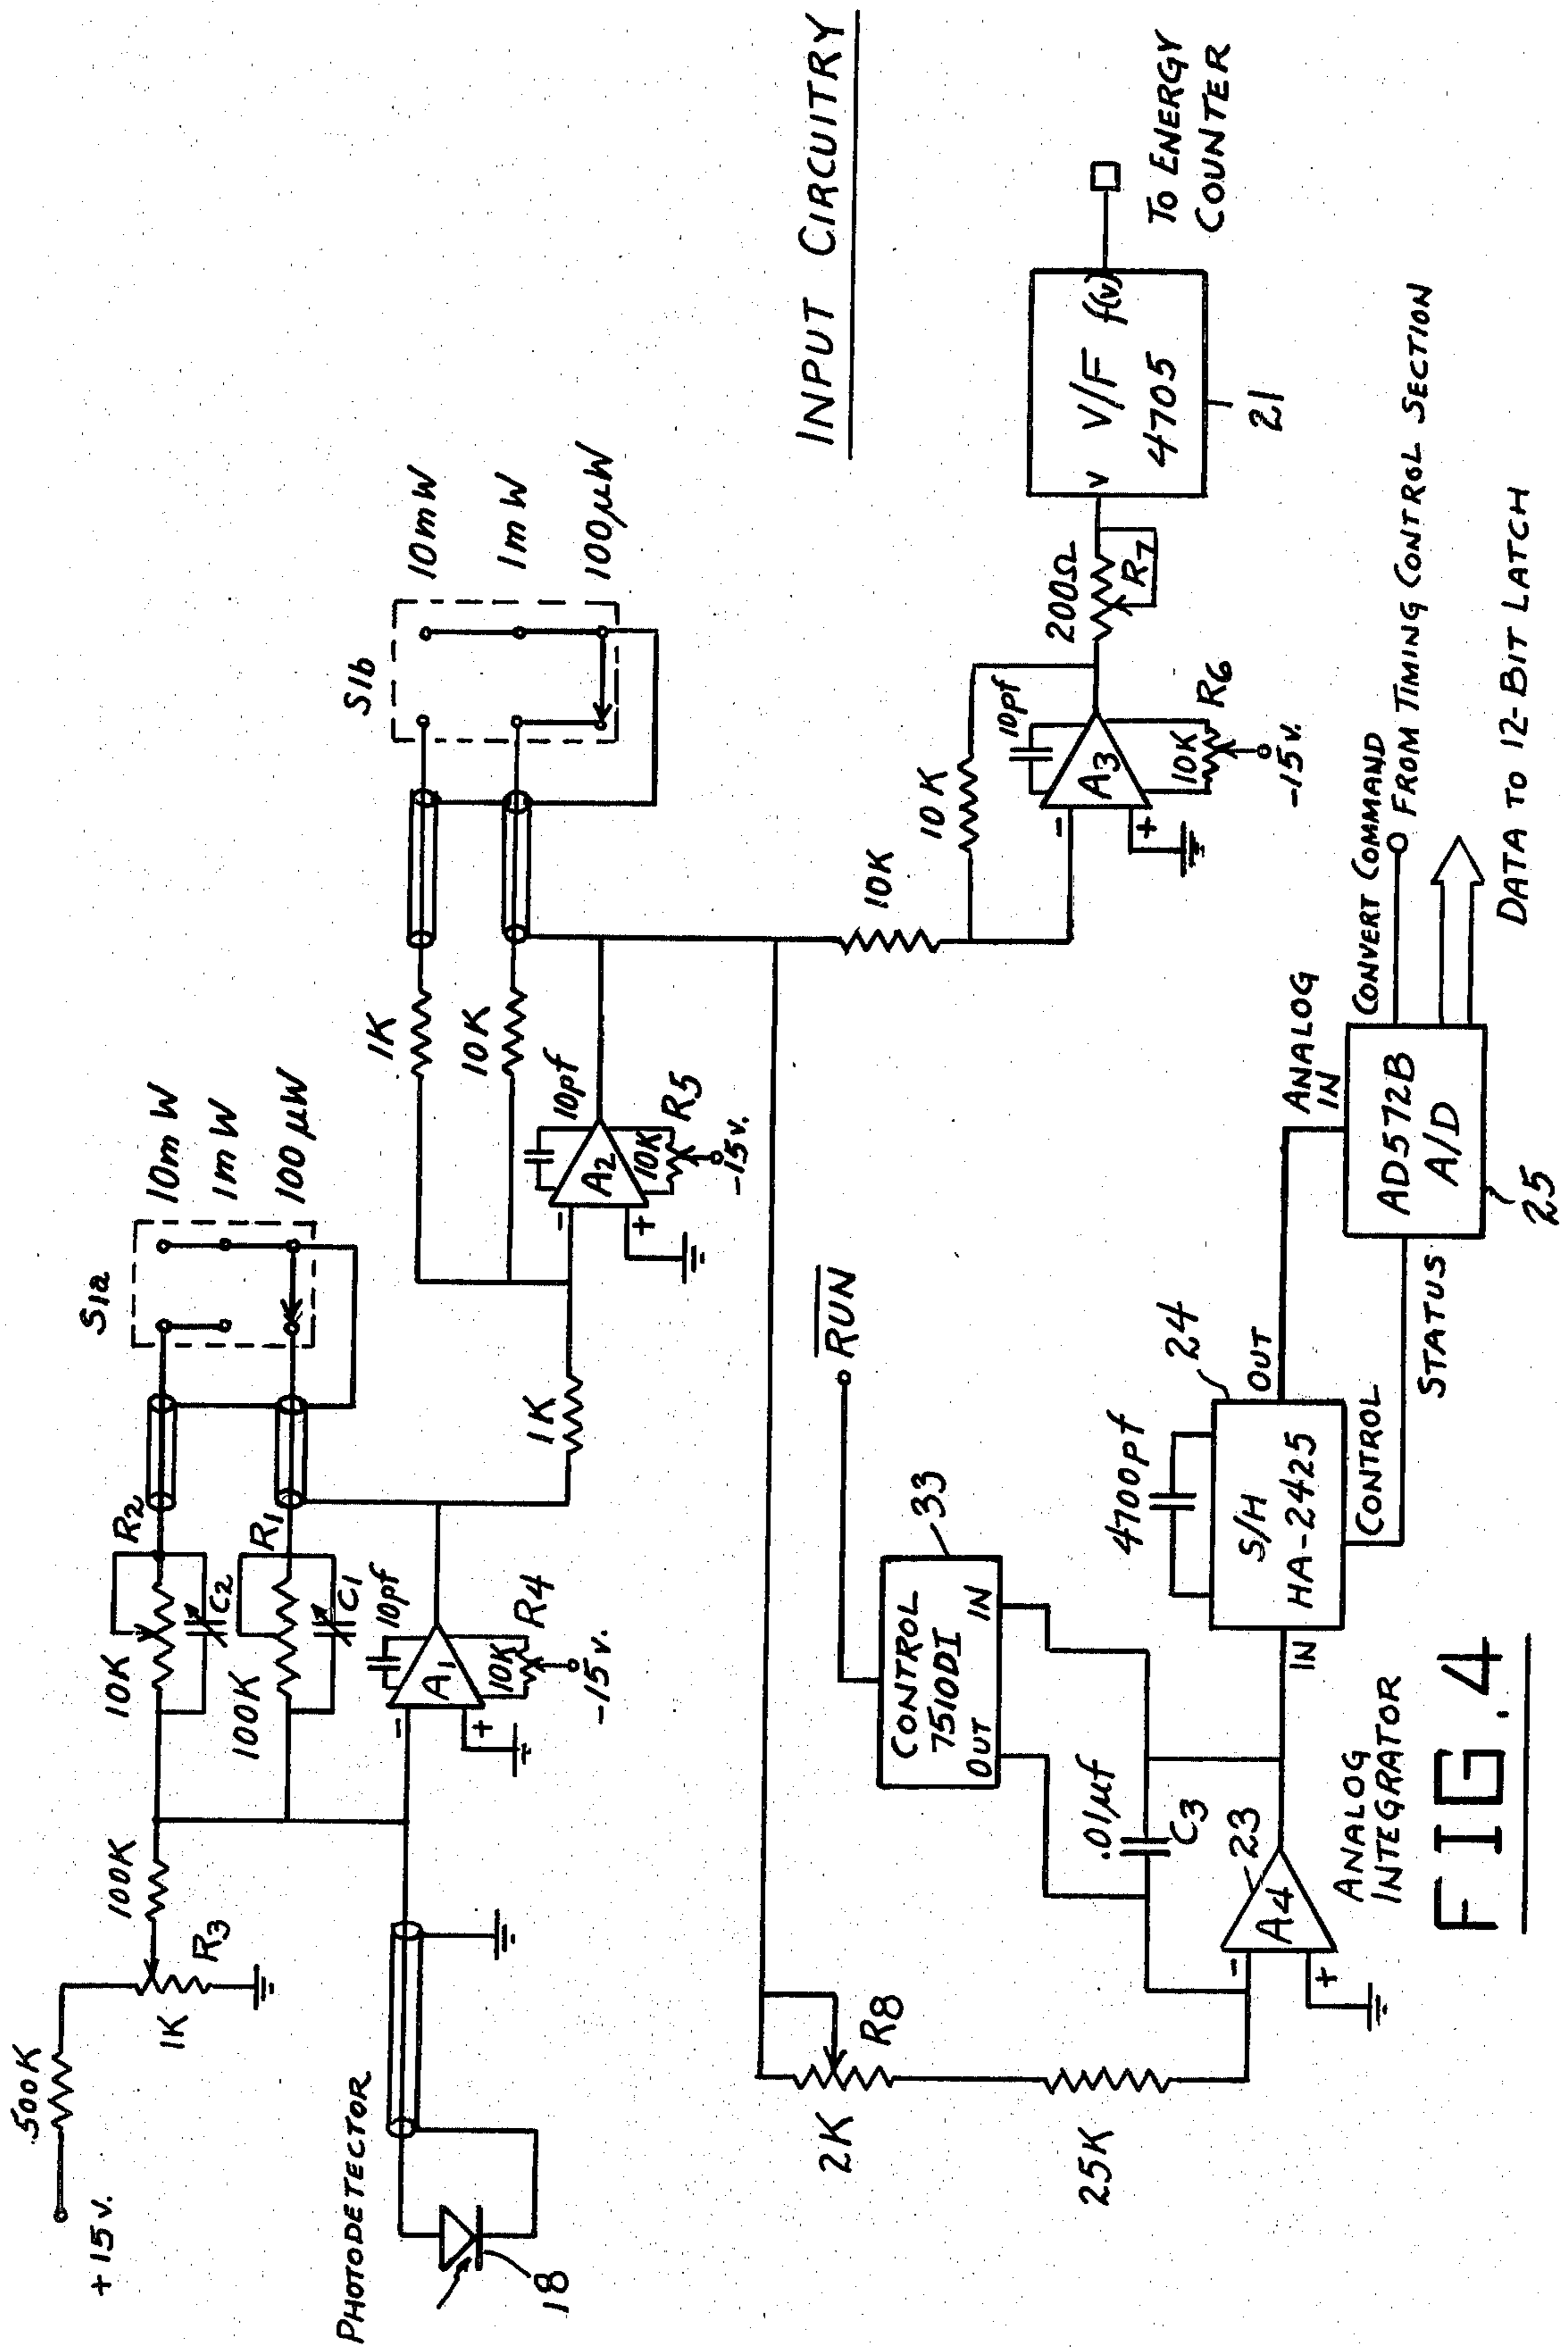 INPUT CIRCUITRY
+15v.
500K
1K
R3
100K
10K
R2
C2
100K
R1
C1
S1a
10mW
1mW
100µW
PHOTODETECTOR
18
A1
-
+
10pf
10K
R4
-15v.
1K
1K
10K
A2
-
+
10pf
10K
R5
-15v.
S1b
10mW
1mW
100µW
10K
10K
A3
-
+
10pf
10K
R6
-15v.
200Ω
R7
V
V/F
f(v)
4705
21
TO ENERGY
COUNTER
RUN
CONTROL
7510DI
OUT
IN
33
2K
R8
25K
.01µf
C3
A4
-
+
23
ANALOG
INTEGRATOR
4700pf
24
IN
S/H
HA-2425
OUT
CONTROL
STATUS
ANALOG
IN
AD572B
A/D
25
CONVERT COMMAND
FROM TIMING CONTROL SECTION
DATA TO 12-BIT LATCH
FIG. 4